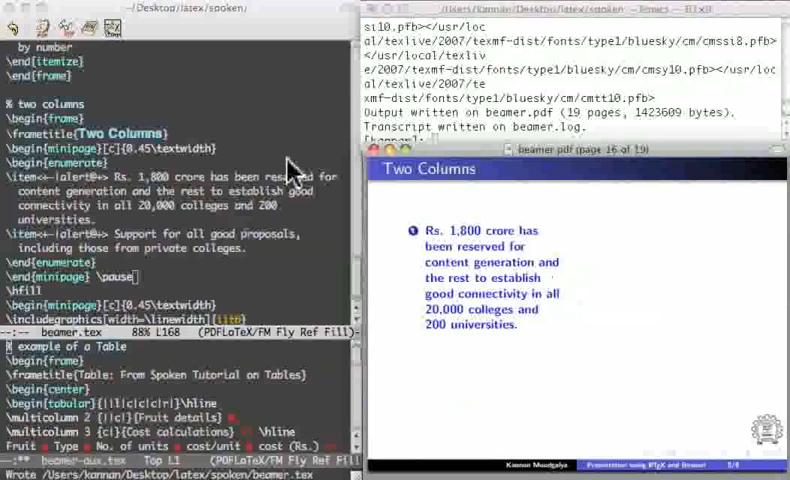 ~/Desktop/latex/spoken/
by number
\end{itemize}
\end{frame}
% two columns
\begin{frame}
\frametitle{Two Columns}
\begin{minipage}[c]{0.45\textwidth}
\begin{enumerate}
\item<+-|alert@+> Rs. 1,800 crore has been reserved for
content generation and the rest to establish good
connectivity in all 20,000 colleges and 200
universities.
\item<+-|alert@+> Support for all good proposals,
including those from private colleges.
\end{enumerate}
\end{minipage} \pause
\hfill
\begin{minipage}[c]{0.45\textwidth}
\includegraphics[width=\linewidth]{iitb}
--:-- beamer.tex 88% L168 (PDFLaTeX/FM Fly Ref Fill)
% example of a Table
\begin{frame}
\frametitle{Table: From Spoken Tutorial on Tables}
\begin{center}
\begin{tabular}{|l|c|c|c|r|}\hline
\multicolumn 2 {|c|}{Fruit details} &
\multicolumn 3 {c|}{Cost calculations} \\ \hline
Fruit & Type & No. of units & cost/unit & cost (Rs.)
beamer-aux.tex Top L1 (PDFLaTeX/FM Fly Ref Fill)
Wrote /Users/kannan/Desktop/latex/spoken/beamer.tex
si10.pfb></usr/loc
al/texlive/2007/texmf-dist/fonts/type1/bluesky/cm/cmssi8.pfb>
</usr/local/texliv
e/2007/texmf-dist/fonts/type1/bluesky/cm/cmsy10.pfb></usr/loc
al/texlive/2007/te
xmf-dist/fonts/type1/bluesky/cm/cmtt10.pfb>
Output written on beamer.pdf (19 pages, 1423609 bytes).
Transcript written on beamer.log.
beamer.pdf (page 16 of 19)
Two Columns
1 Rs. 1,800 crore has
been reserved for
content generation and
the rest to establish
good connectivity in all
20,000 colleges and
200 universities.
Kannan Moudgalya Presentation using LaTeX and Beamer